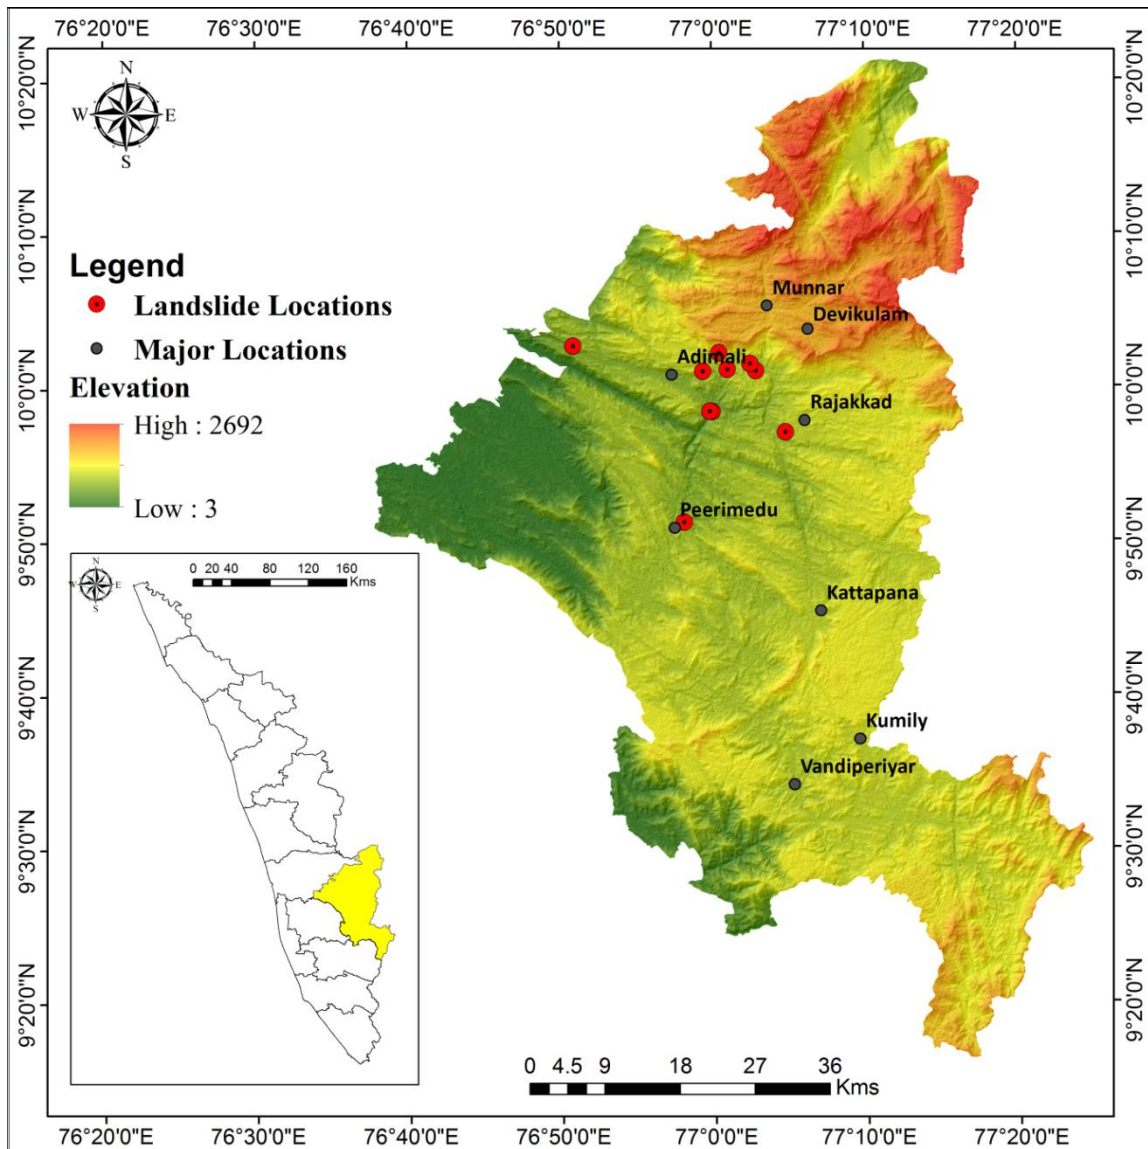 76°20'0"E 76°30'0"E 76°40'0"E 76°50'0"E 77°0'0"E 77°10'0"E 77°20'0"E
10°20'0"N
10°20'0"N
N
W E
S
10°10'0"N
10°10'0"N
Legend
Landslide Locations
Major Locations
Elevation
High : 2692
Low : 3
Munnar
Devikulam
Adimali
10°0'0"N
10°0'0"N
Rajakkad
Peerimedu
9°50'0"N
9°50'0"N
Kattapana
Kumily
Vandiperiyar
N
W E
S
0 20 40 80 120 160
Kms
9°40'0"N
9°40'0"N
9°30'0"N
9°30'0"N
9°20'0"N
9°20'0"N
0 4.5 9 18 27 36
Kms
76°20'0"E 76°30'0"E 76°40'0"E 76°50'0"E 77°0'0"E 77°10'0"E 77°20'0"E